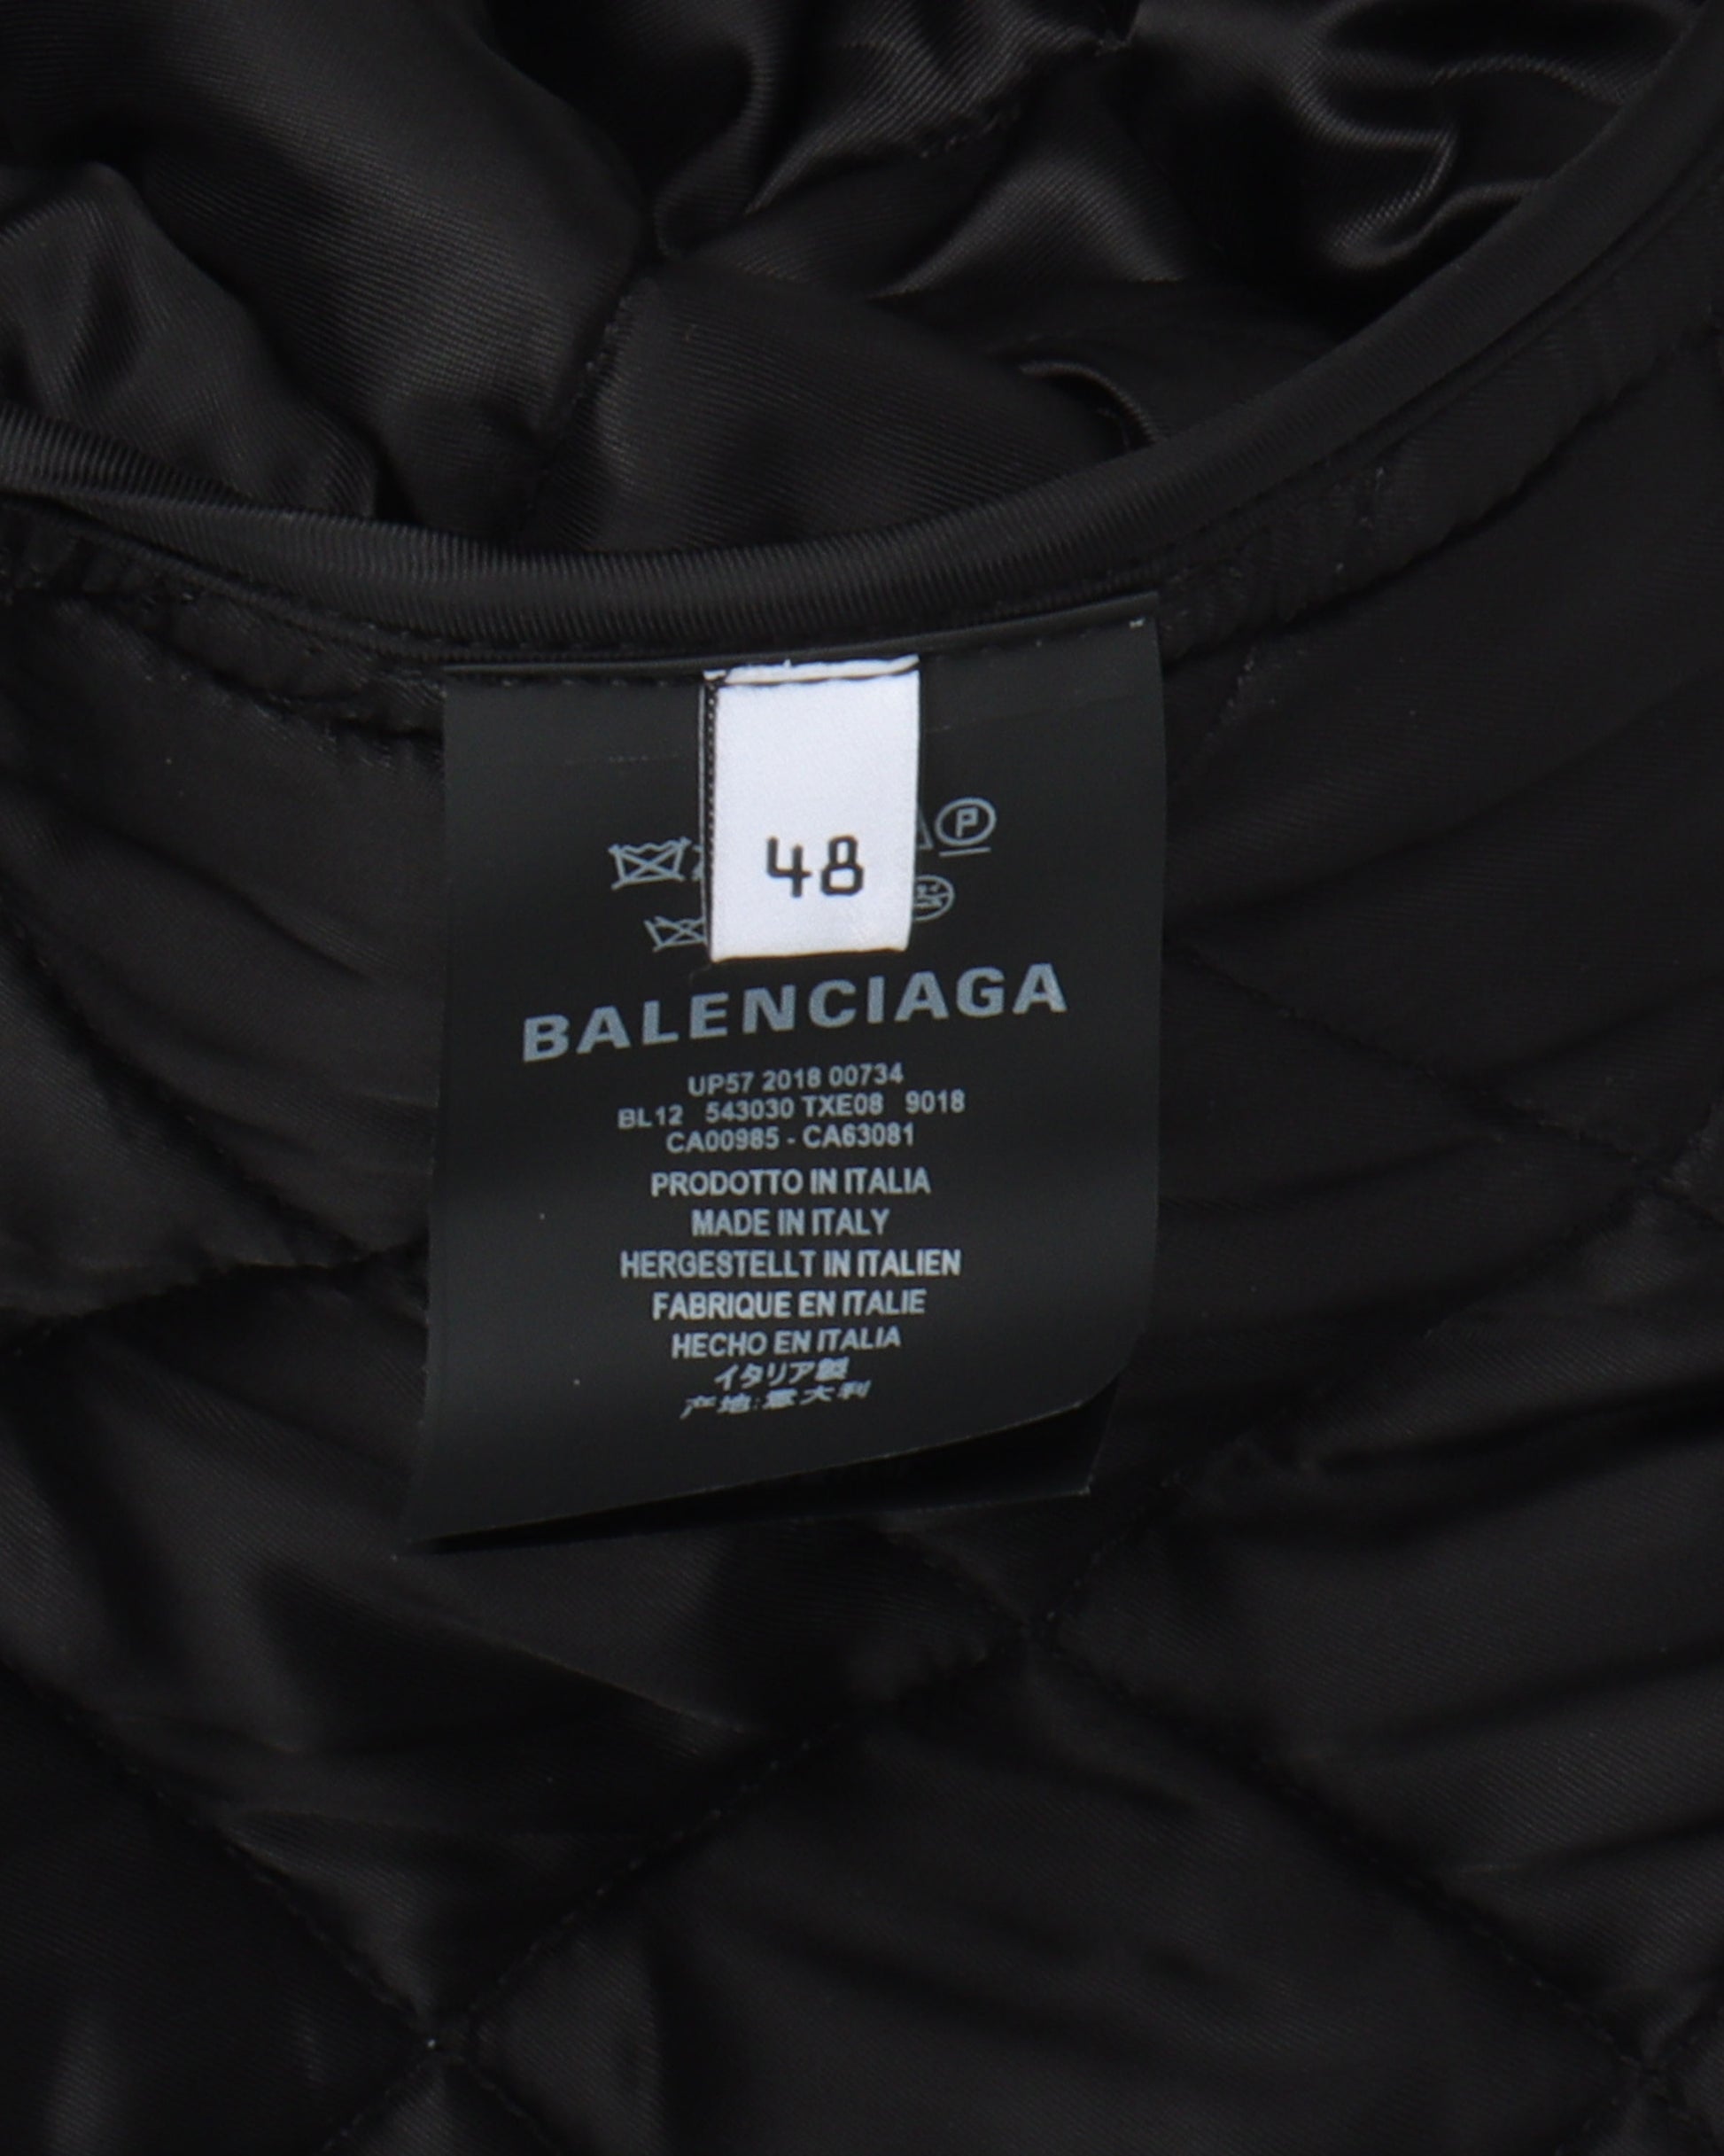 48
BALENCIAGA
UP57 2018 00734
BL12 543030 TXE08 9018
CA00985 - CA63081
PRODOTTO IN ITALIA
MADE IN ITALY
HERGESTELLT IN ITALIEN
FABRIQUE EN ITALIE
HECHO EN ITALIA
イタリア製
产地:意大利